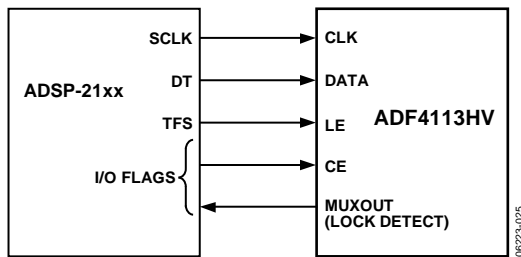 SCLK
DT
TFS
I/O FLAGS
ADSP-21xx
CLK
DATA
LE
CE
MUXOUT
(LOCK DETECT)
ADF4113HV
06223-025